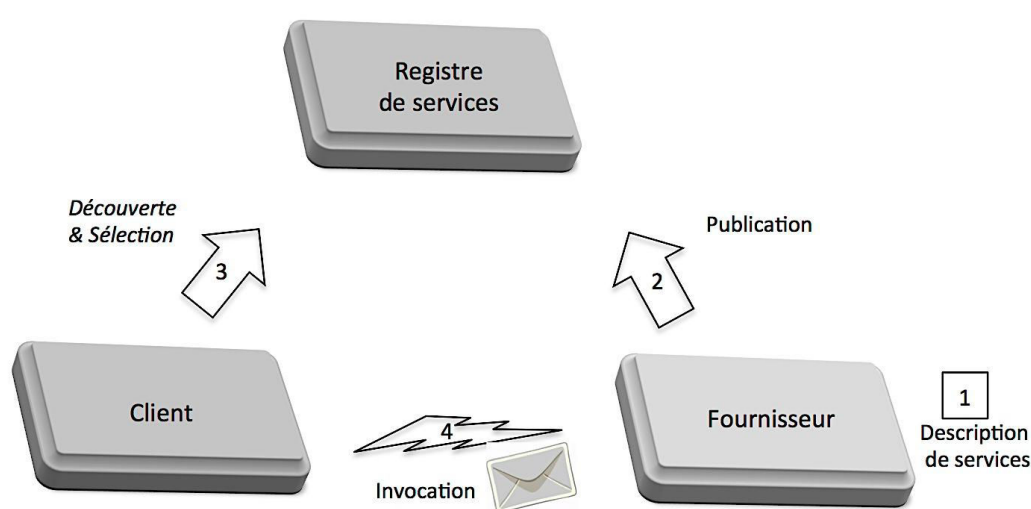 Registre
de services
Découverte
& Sélection
3
Publication
2
Client
4
Invocation
Fournisseur
1
Description
de services